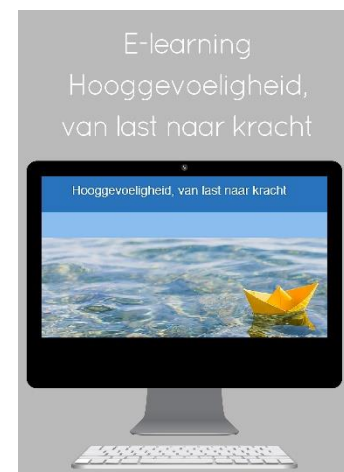 E-learning
Hooggevoeligheid,
van last naar kracht
Hooggevoeligheid, van last naar kracht